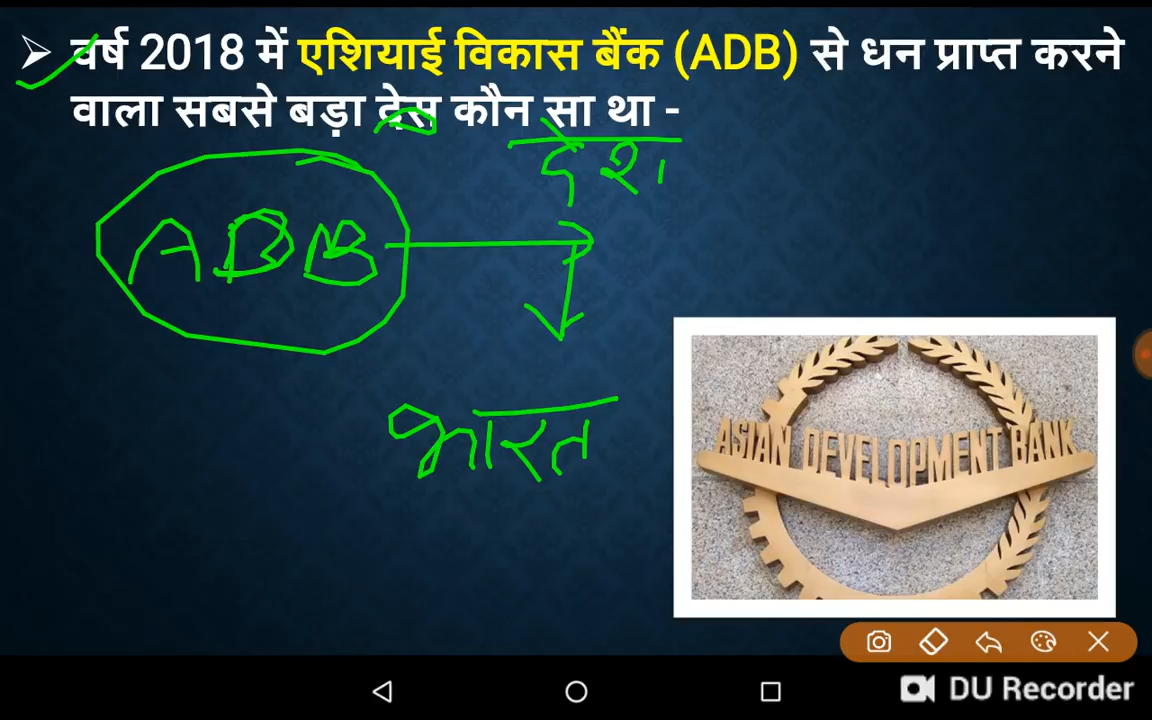 वर्ष 2018 में एशियाई विकास बैंक (ADB) से धन प्राप्त करने
वाला सबसे बड़ा देस कौन सा था -
देश
ADB
भारत
ASIAN DEVELOPMENT BANK
DU Recorder